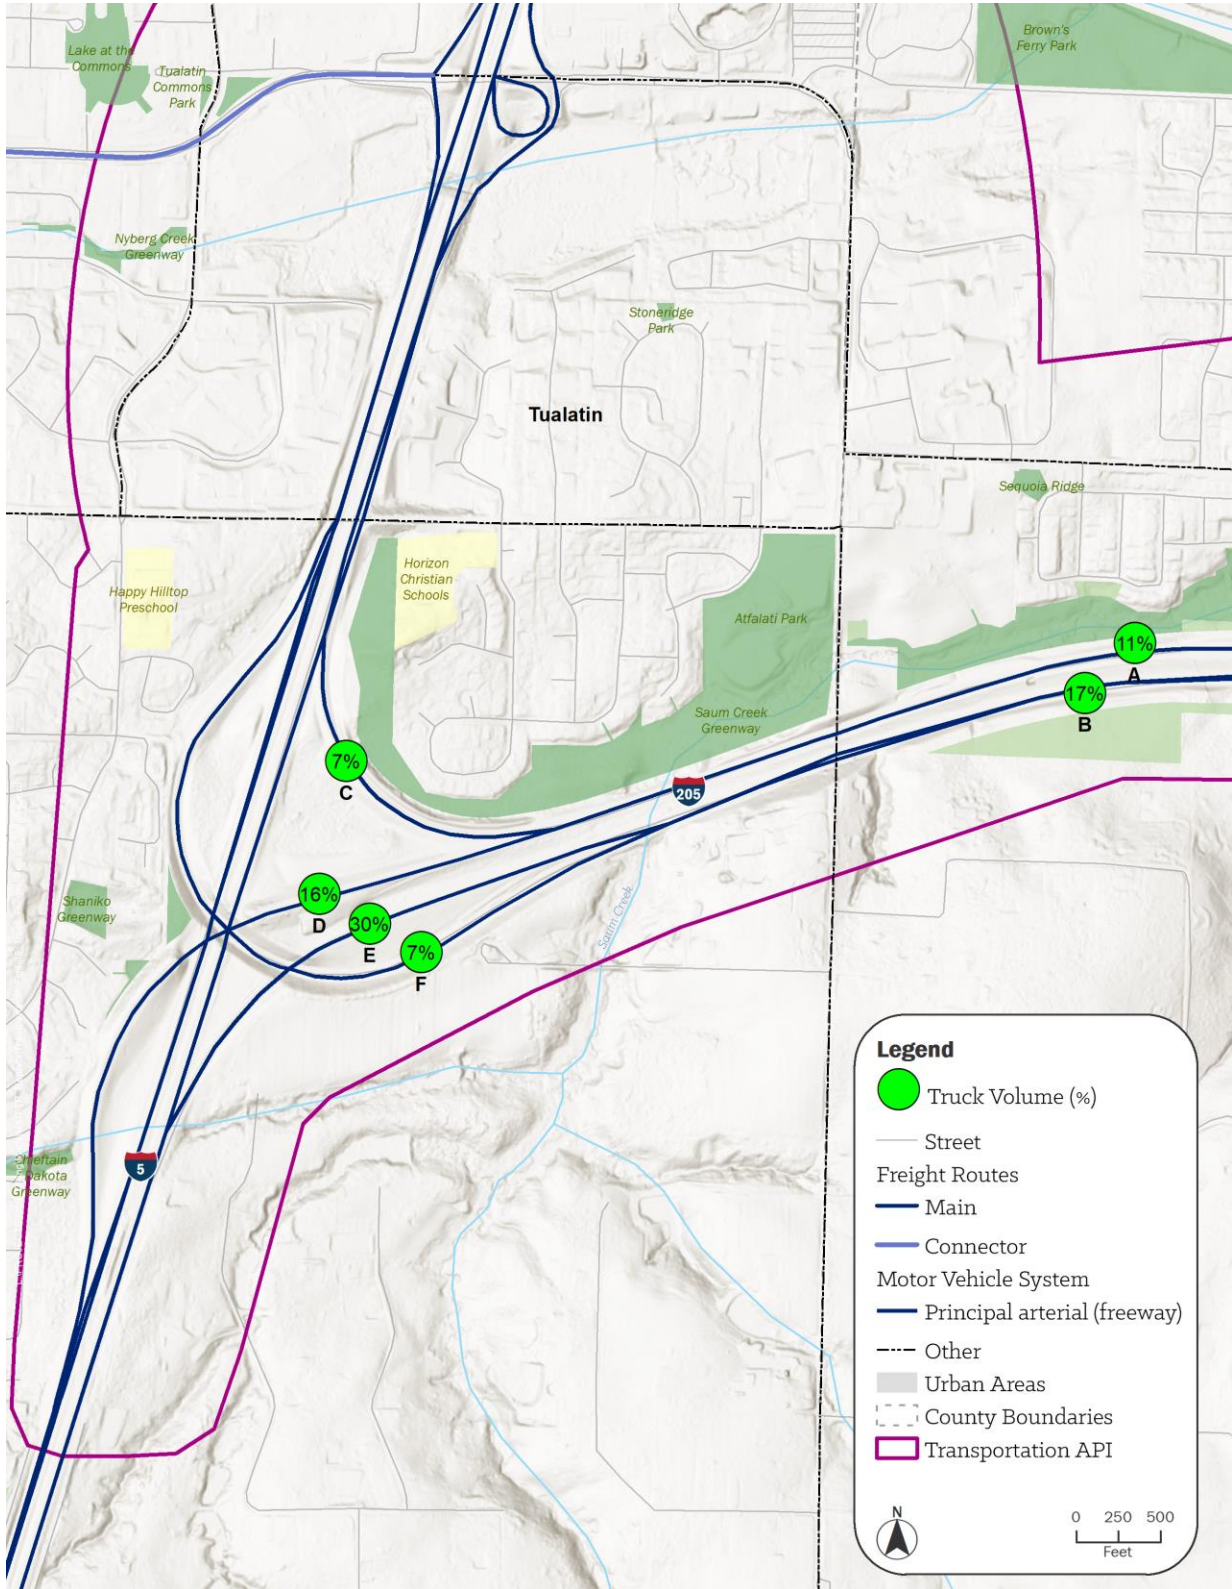 Lake at the
Commons
Tualatin
Commons
Park
Brown's
Ferry Park
Nyberg Creek
Greenway
Stoneridge
Park
Tualatin
Sequoia Ridge
Happy Hilltop
Preschool
Horizon
Christian
Schools
Atfalati Park
11%
A
17%
B
Saum Creek
Greenway
7%
C
205
16%
D
30%
E
7%
F
Shaniko
Greenway
Saum Creek
5
Chieftain
Dakota
Greenway
Legend
Truck Volume (%)
Street
Freight Routes
Main
Connector
Motor Vehicle System
Principal arterial (freeway)
Other
Urban Areas
County Boundaries
Transportation API
N
0 250 500
Feet